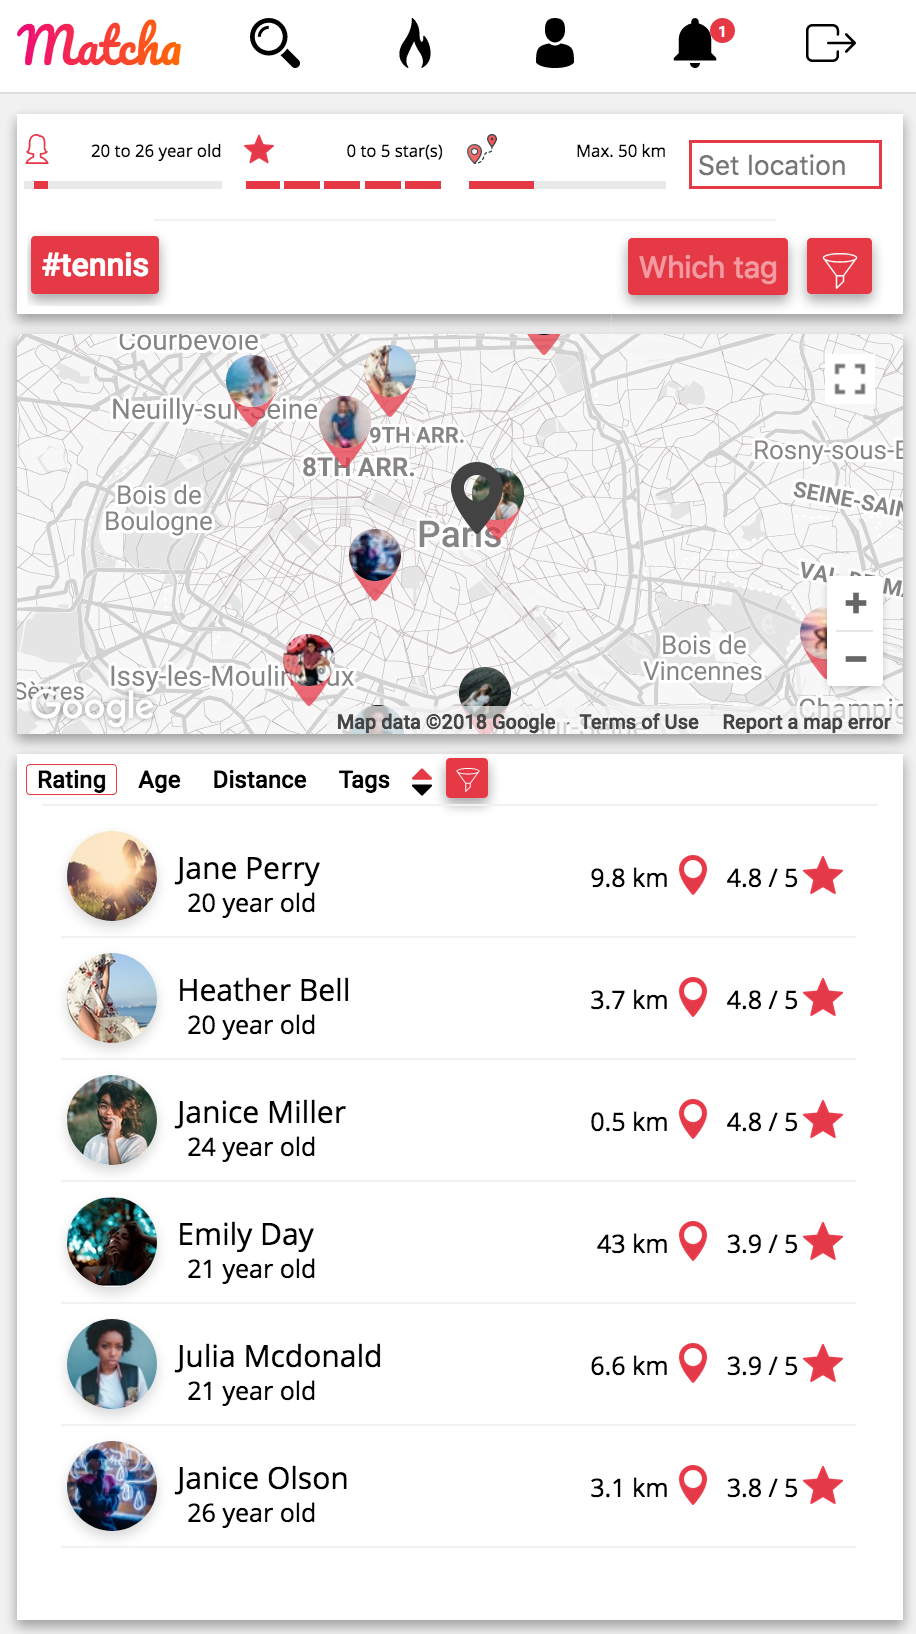 Matcha
1
20 to 26 year old
0 to 5 star(s)
Max. 50 km
Set location
#tennis
Which tag
Courbevoie
Neuilly-sur-Seine
9TH ARR.
8TH ARR.
Rosny-sous-B
Bois de
Boulogne
SEINE-SAIN
Paris
VAL-DE-MA
Bois de
Vincennes
Issy-les-Moulineaux
Sèvres
Champig
Google
Map data ©2018 Google
Terms of Use
Report a map error
Rating
Age
Distance
Tags
Jane Perry
20 year old
9.8 km
4.8 / 5
Heather Bell
20 year old
3.7 km
4.8 / 5
Janice Miller
24 year old
0.5 km
4.8 / 5
Emily Day
21 year old
43 km
3.9 / 5
Julia Mcdonald
21 year old
6.6 km
3.9 / 5
Janice Olson
26 year old
3.1 km
3.8 / 5